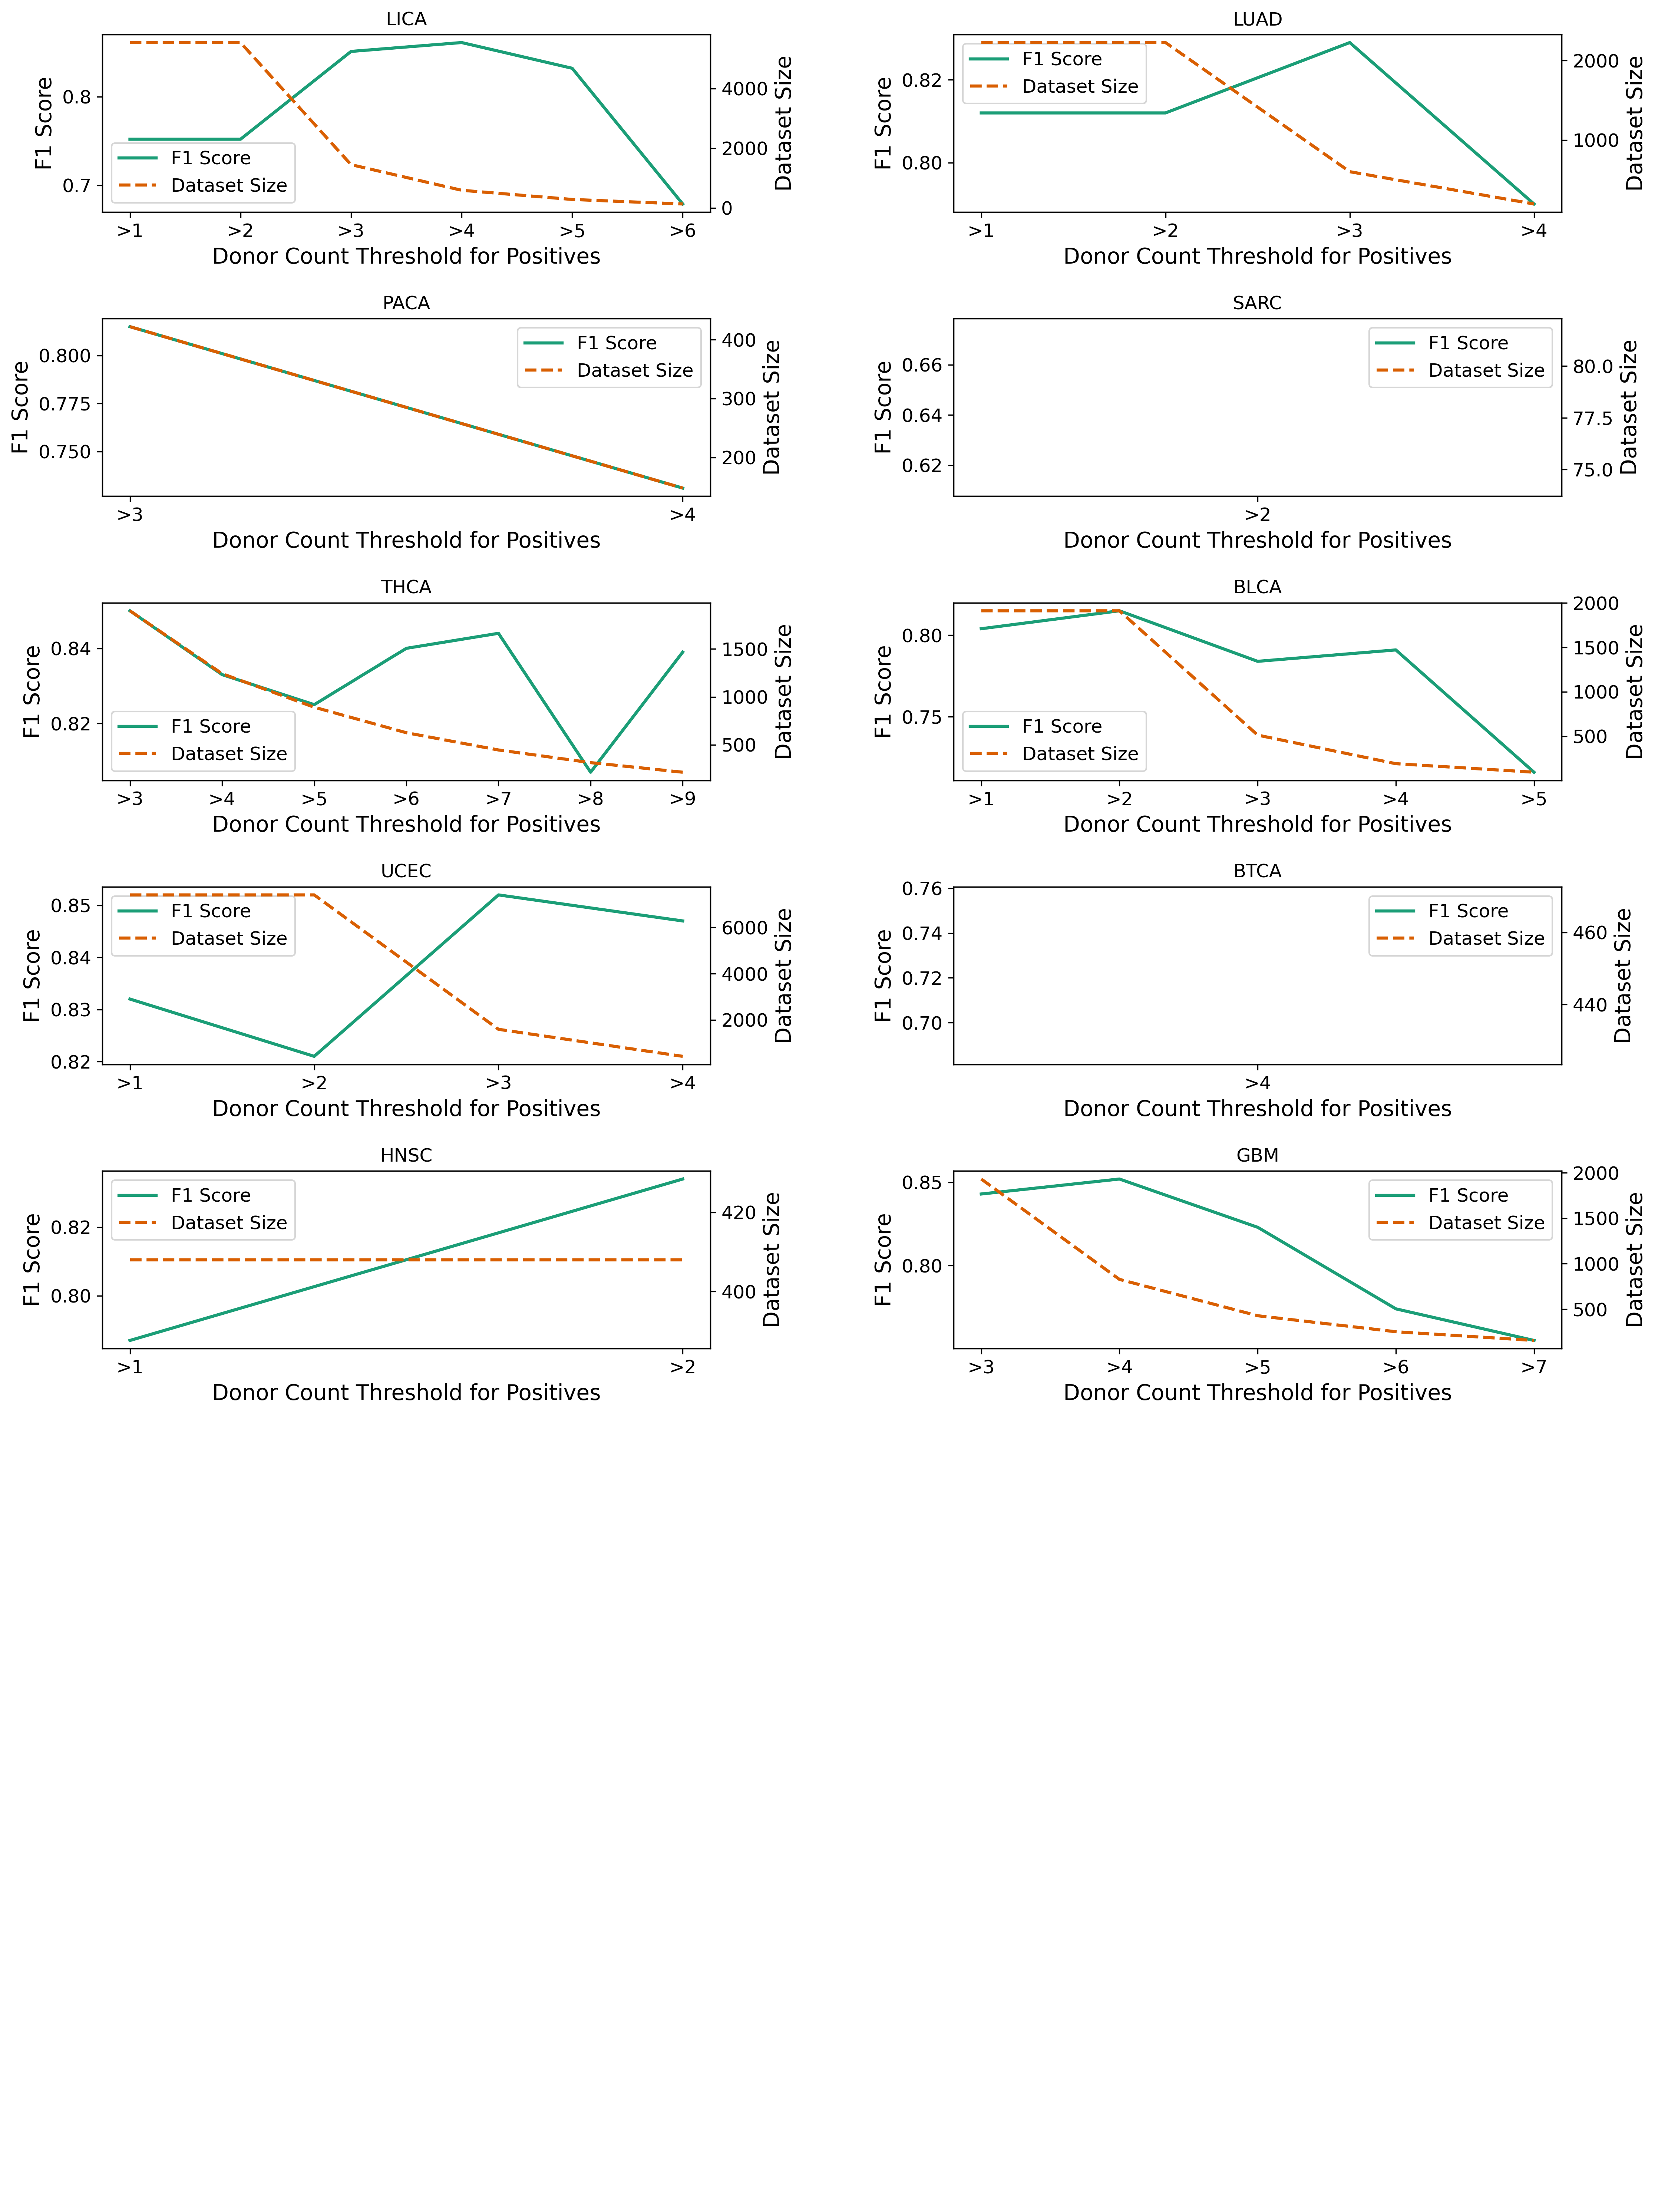 LICA
F1 Score
0.8
0.7
F1 Score
Dataset Size
4000
2000
0
Dataset Size
>1 >2 >3 >4 >5 >6
Donor Count Threshold for Positives
LUAD
F1 Score
0.82
0.80
F1 Score
Dataset Size
2000
1000
Dataset Size
>1 >2 >3 >4
Donor Count Threshold for Positives
PACA
F1 Score
0.800
0.775
0.750
F1 Score
Dataset Size
400
300
200
Dataset Size
>3 >4
Donor Count Threshold for Positives
SARC
F1 Score
0.66
0.64
0.62
F1 Score
Dataset Size
80.0
77.5
75.0
Dataset Size
>2
Donor Count Threshold for Positives
THCA
F1 Score
0.84
0.82
F1 Score
Dataset Size
1500
1000
500
Dataset Size
>3 >4 >5 >6 >7 >8 >9
Donor Count Threshold for Positives
BLCA
F1 Score
0.80
0.75
F1 Score
Dataset Size
2000
1500
1000
500
Dataset Size
>1 >2 >3 >4 >5
Donor Count Threshold for Positives
UCEC
F1 Score
0.85
0.84
0.83
0.82
F1 Score
Dataset Size
6000
4000
2000
Dataset Size
>1 >2 >3 >4
Donor Count Threshold for Positives
BTCA
F1 Score
0.76
0.74
0.72
0.70
F1 Score
Dataset Size
460
440
Dataset Size
>4
Donor Count Threshold for Positives
HNSC
F1 Score
0.82
0.80
F1 Score
Dataset Size
420
400
Dataset Size
>1 >2
Donor Count Threshold for Positives
GBM
F1 Score
0.85
0.80
F1 Score
Dataset Size
2000
1500
1000
500
Dataset Size
>3 >4 >5 >6 >7
Donor Count Threshold for Positives